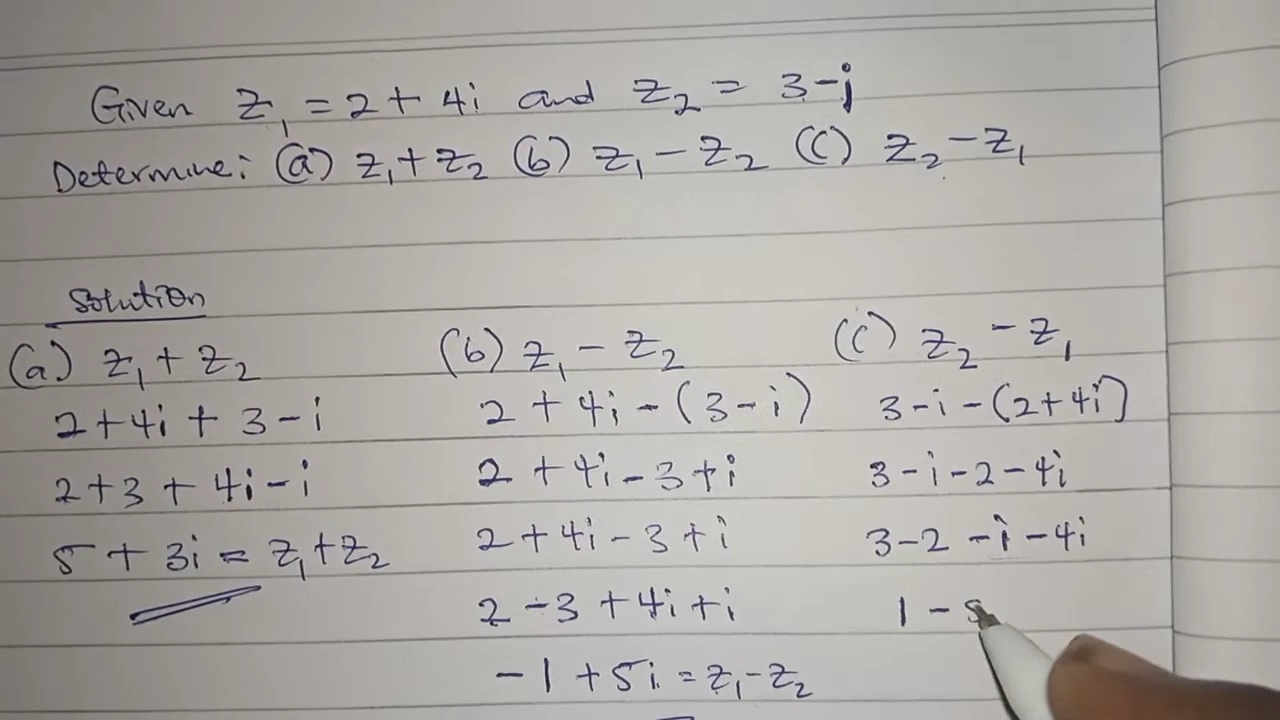 Given z₁ = 2 + 4i and z₂ = 3 - i
Determine: (a) z₁ + z₂ (b) z₁ - z₂ (c) z₂ - z₁
Solution
(a) z₁ + z₂
2 + 4i + 3 - i
2 + 3 + 4i - i
5 + 3i = z₁ + z₂
(b) z₁ - z₂
2 + 4i - (3 - i)
2 + 4i - 3 + i
2 + 4i - 3 + i
2 - 3 + 4i + i
- 1 + 5i = z₁ - z₂
(c) z₂ - z₁
3 - i - (2 + 4i)
3 - i - 2 - 4i
3 - 2 - i - 4i
1 -